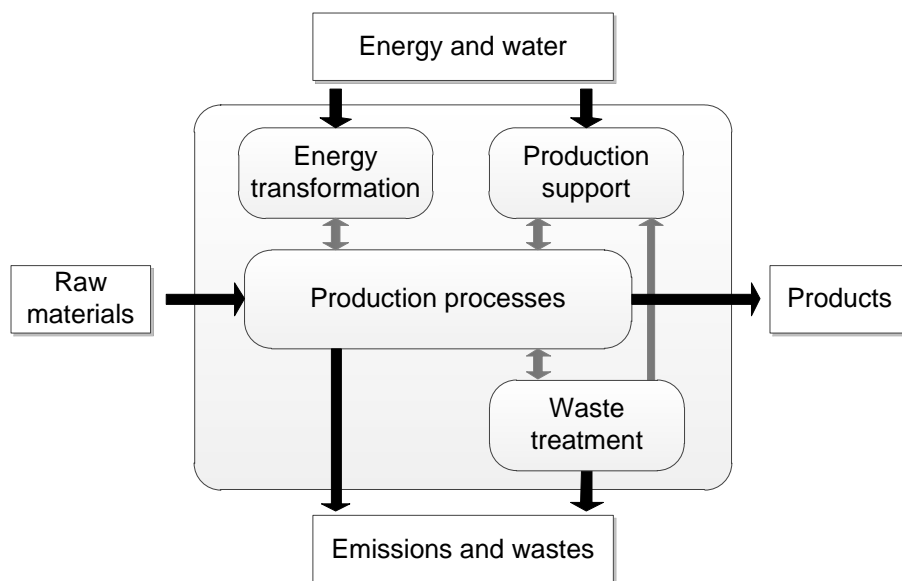 Energy and water
Energy
transformation
Production
support
Raw
materials
Production processes
Products
Waste
treatment
Emissions and wastes